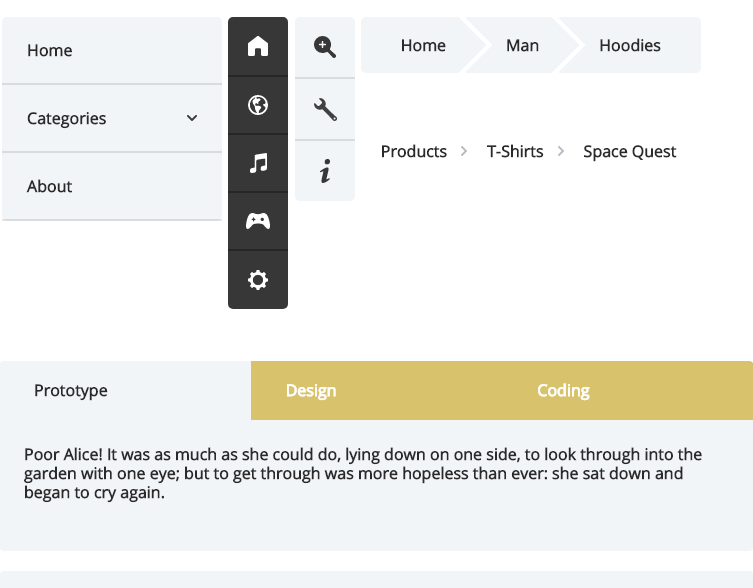 Home
Categories
About
Home Man Hoodies
Products T-Shirts Space Quest
Prototype Design Coding
Poor Alice! It was as much as she could do, lying down on one side, to look through into the
garden with one eye; but to get through was more hopeless than ever: she sat down and
began to cry again.